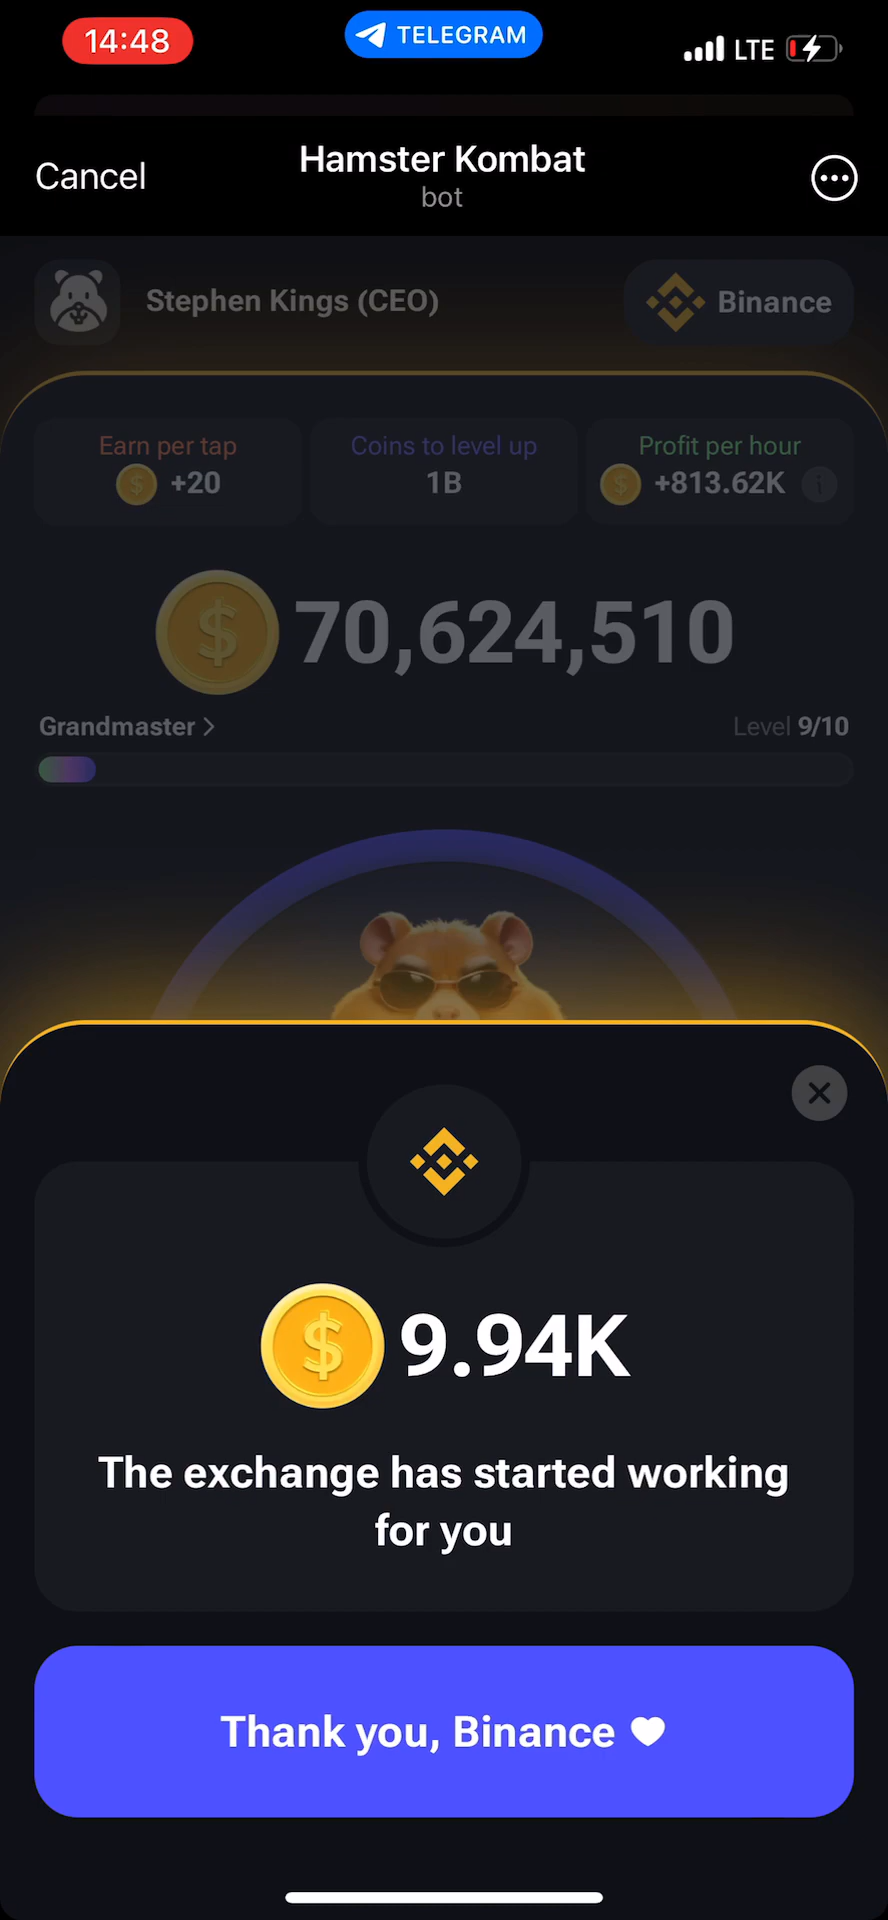 14:48
TELEGRAM
LTE
Cancel
Hamster Kombat
bot
Stephen Kings (CEO)
Binance
Earn per tap
+20
Coins to level up
1B
Profit per hour
+813.62K
70,624,510
Grandmaster >
Level 9/10
9.94K
The exchange has started working
for you
Thank you, Binance 🤍